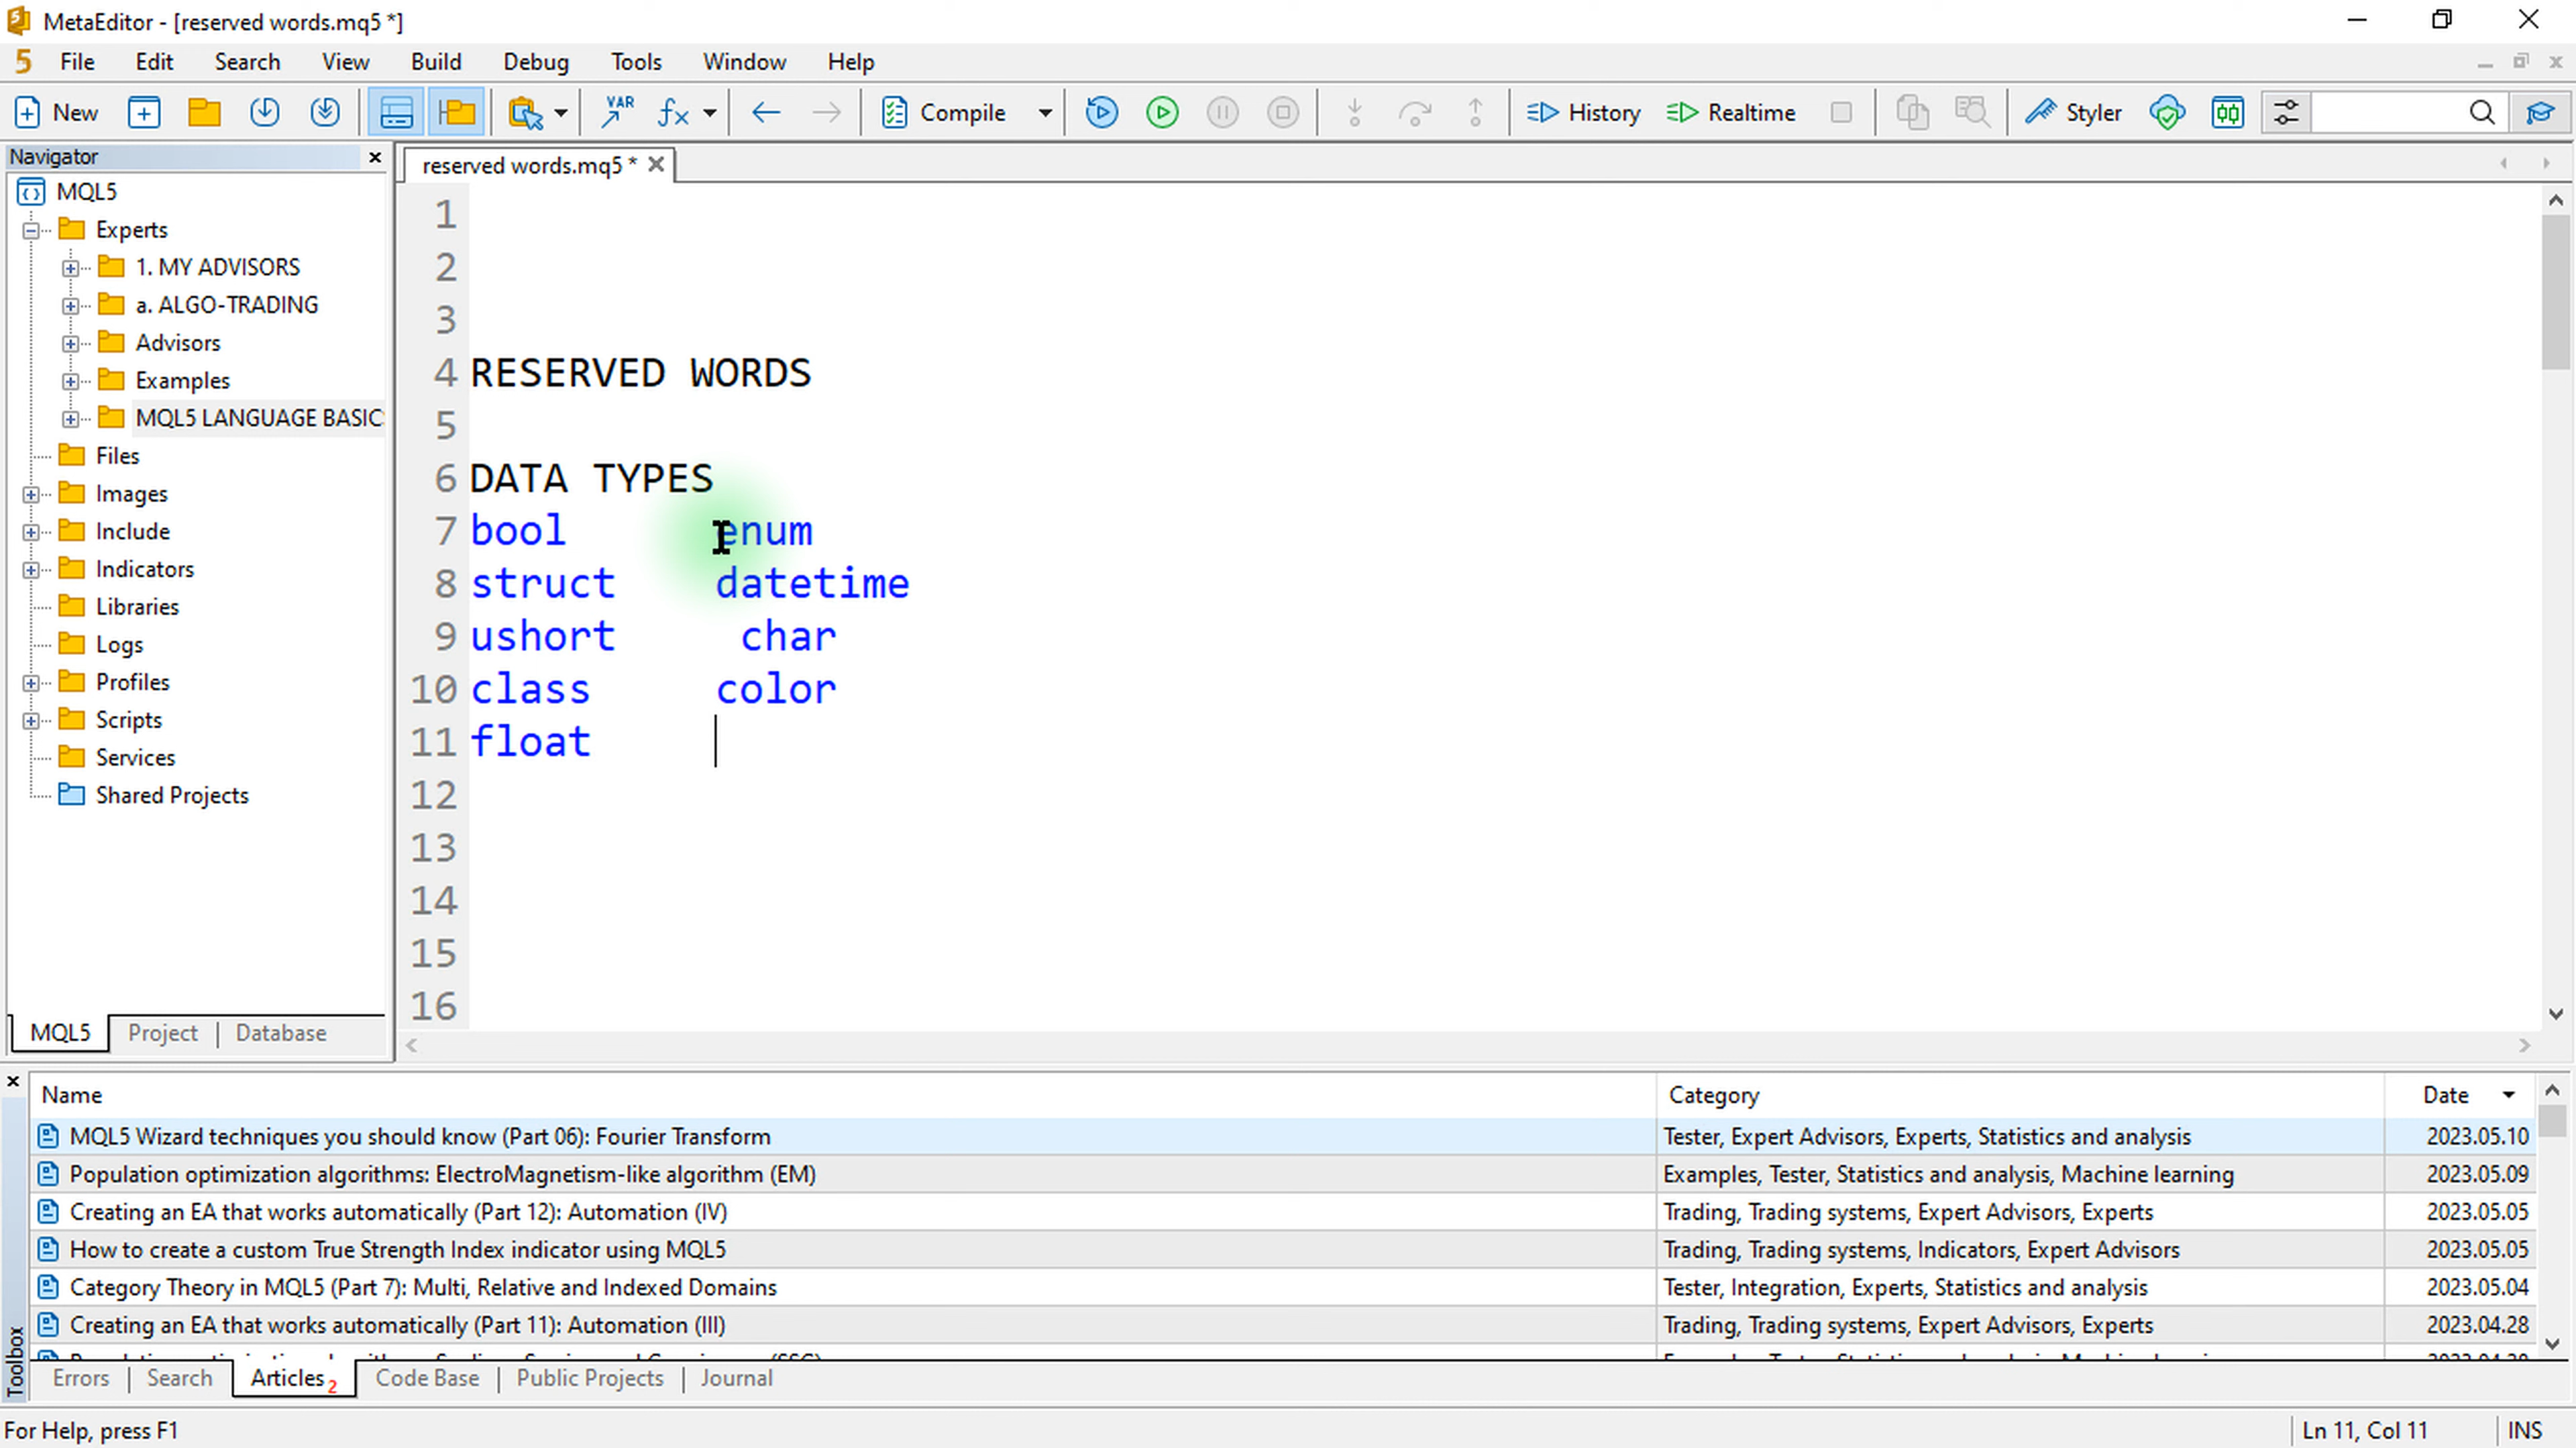 MetaEditor - [reserved words.mq5 *]
5 File Edit Search View Build Debug Tools Window Help
New VAR fx Compile History Realtime Styler
Navigator
reserved words.mq5 *
MQL5
Experts
1. MY ADVISORS
a. ALGO-TRADING
Advisors
Examples
MQL5 LANGUAGE BASIC
Files
Images
Include
Indicators
Libraries
Logs
Profiles
Scripts
Services
Shared Projects
MQL5 Project Database
1
2
3
4 RESERVED WORDS
5
6 DATA TYPES
7 bool enum
8 struct datetime
9 ushort char
10 class color
11 float
12
13
14
15
16
Name Category Date
MQL5 Wizard techniques you should know (Part 06): Fourier Transform Tester, Expert Advisors, Experts, Statistics and analysis 2023.05.10
Population optimization algorithms: ElectroMagnetism-like algorithm (EM) Examples, Tester, Statistics and analysis, Machine learning 2023.05.09
Creating an EA that works automatically (Part 12): Automation (IV) Trading, Trading systems, Expert Advisors, Experts 2023.05.05
How to create a custom True Strength Index indicator using MQL5 Trading, Trading systems, Indicators, Expert Advisors 2023.05.05
Category Theory in MQL5 (Part 7): Multi, Relative and Indexed Domains Tester, Integration, Experts, Statistics and analysis 2023.05.04
Creating an EA that works automatically (Part 11): Automation (III) Trading, Trading systems, Expert Advisors, Experts 2023.04.28
Toolbox
Errors Search Articles 2 Code Base Public Projects Journal
For Help, press F1 Ln 11, Col 11 INS